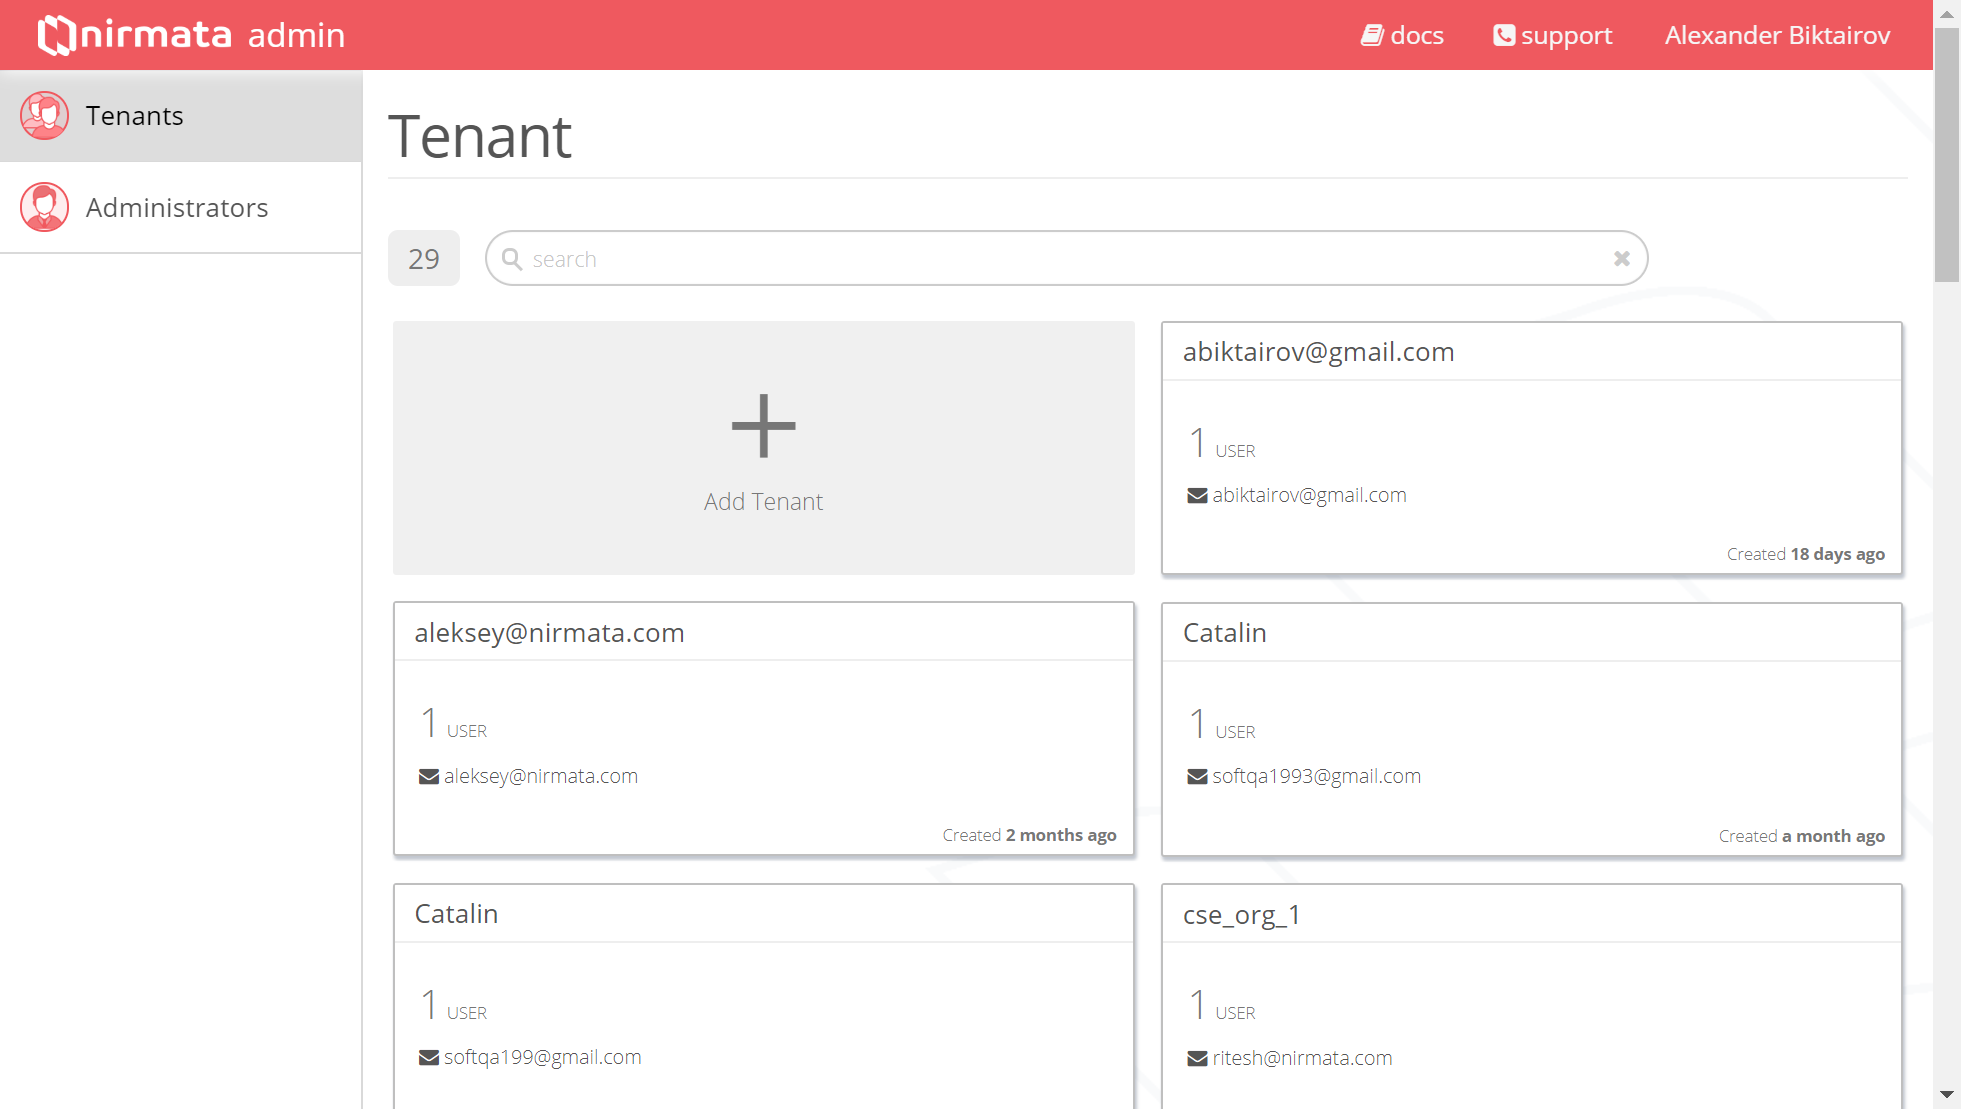 nirmata admin
docs
support
Alexander Biktairov
Tenants
Administrators
Tenant
29
search
Add Tenant
abiktairov@gmail.com
1 USER
abiktairov@gmail.com
Created 18 days ago
aleksey@nirmata.com
1 USER
aleksey@nirmata.com
Created 2 months ago
Catalin
1 USER
softqa1993@gmail.com
Created a month ago
Catalin
1 USER
softqa199@gmail.com
cse_org_1
1 USER
ritesh@nirmata.com